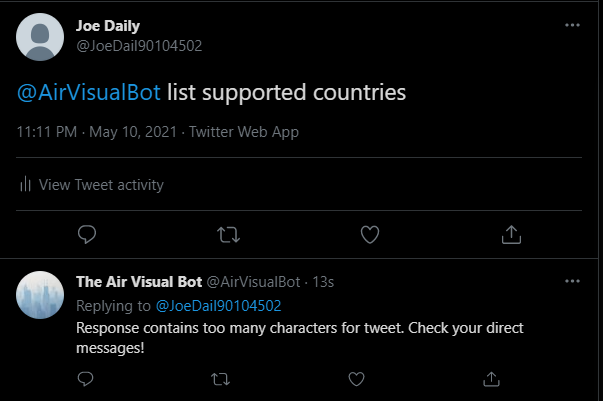 Joe Daily
@JoeDail90104502
@AirVisualBot list supported countries
11:11 PM · May 10, 2021 · Twitter Web App
View Tweet activity
The Air Visual Bot @AirVisualBot · 13s
Replying to @JoeDail90104502
Response contains too many characters for tweet. Check your direct
messages!